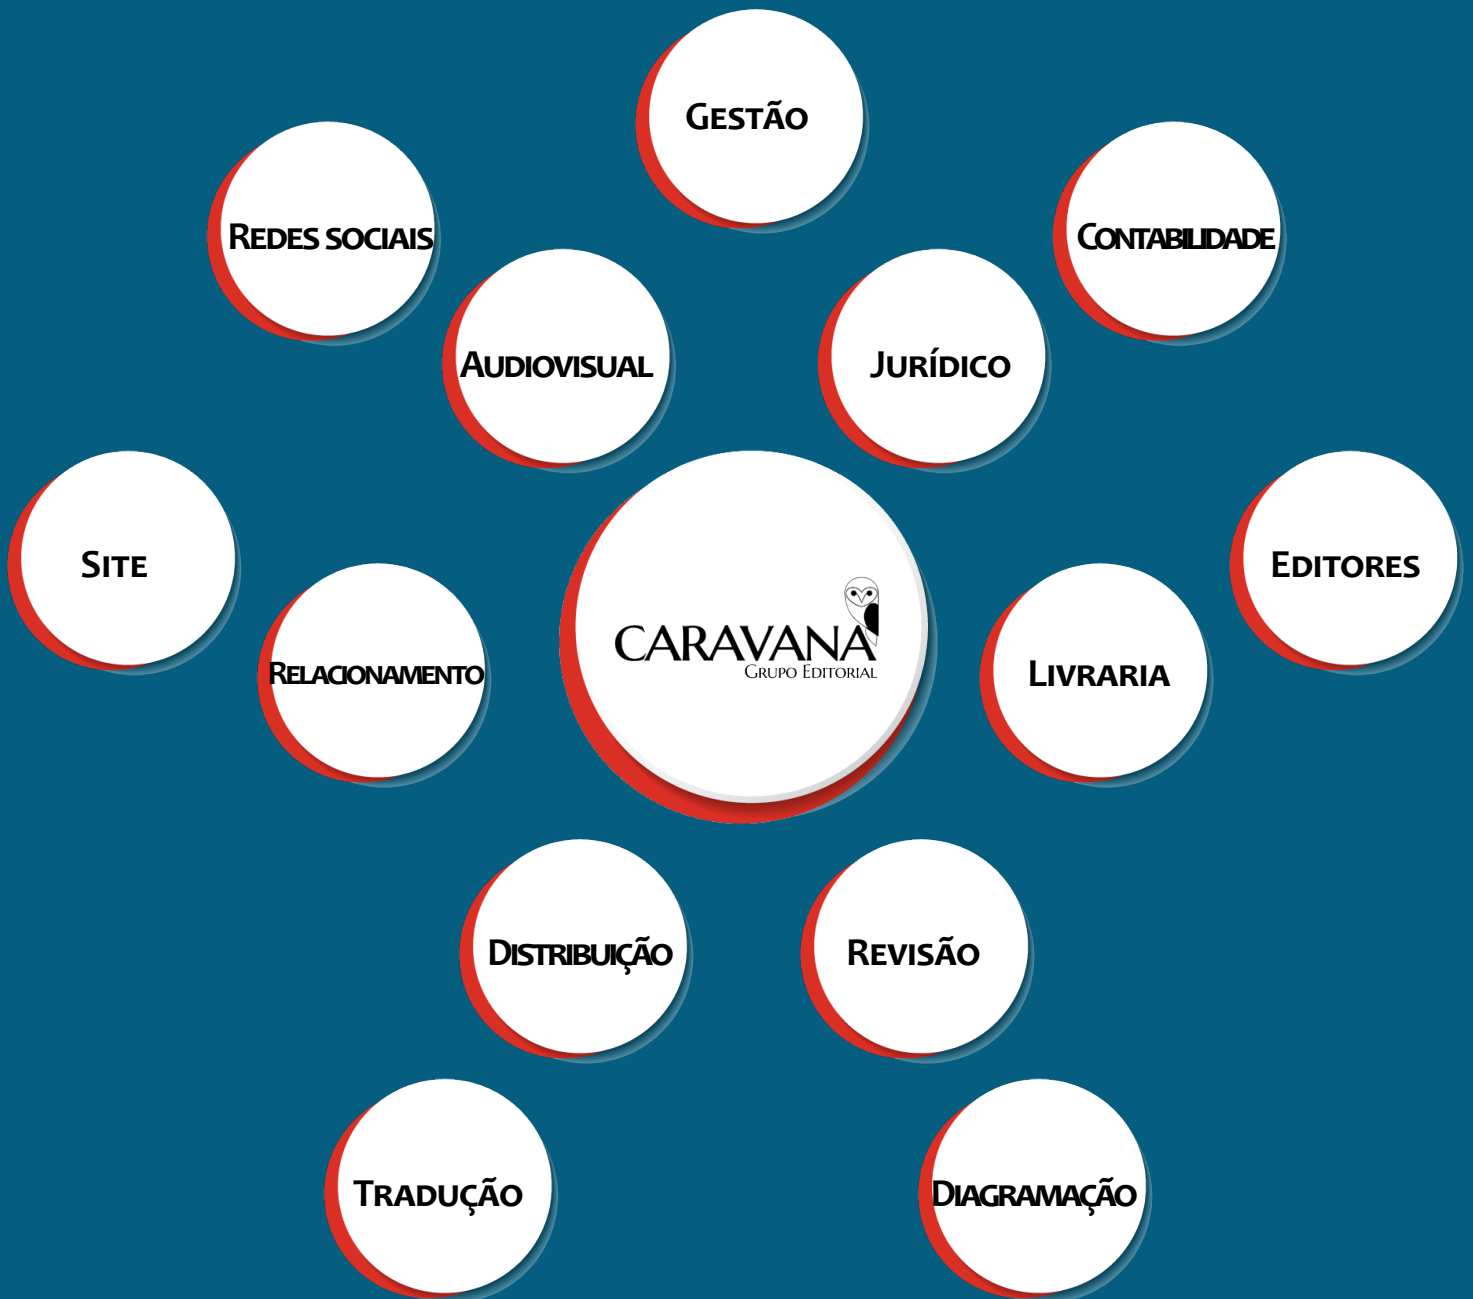 Gestão
Redes sociais
Contabilidade
Audiovisual
Jurídico
Site
Editores
Relacionamento
CARAVANA
Grupo Editorial
Livraria
Distribuição
Revisão
Tradução
Diagramação